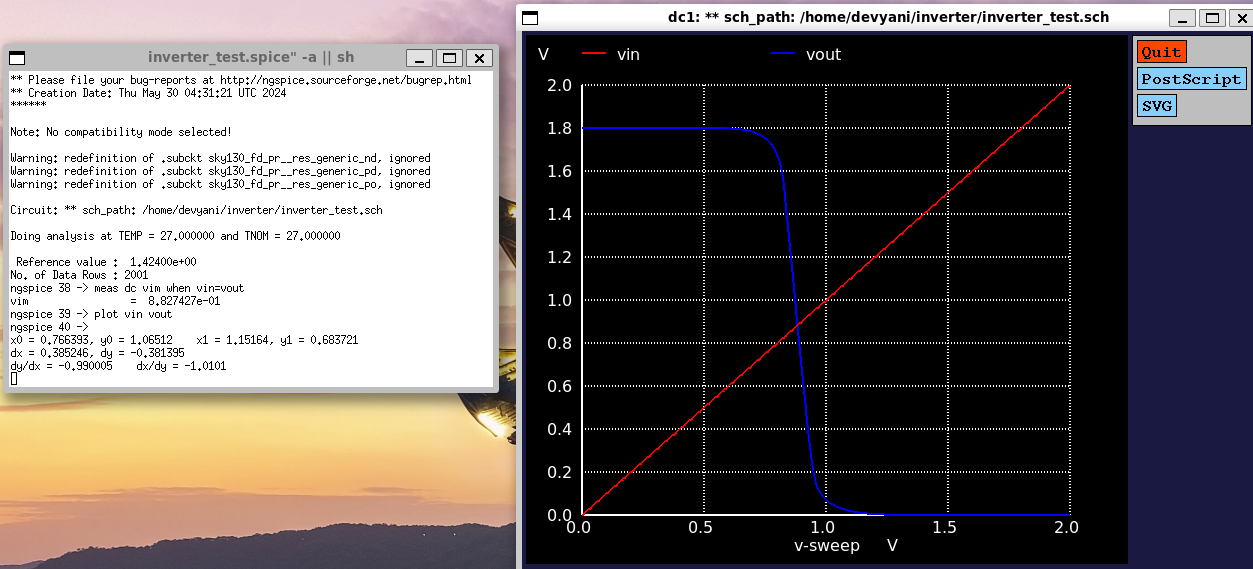 inverter_test.spice" -a || sh
** Please file your bug-reports at http://ngspice.sourceforge.net/bugrep.html
** Creation Date: Thu May 30 04:31:21 UTC 2024
******
Note: No compatibility mode selected!
Warning: redefinition of .subckt sky130_fd_pr__res_generic_nd, ignored
Warning: redefinition of .subckt sky130_fd_pr__res_generic_pd, ignored
Warning: redefinition of .subckt sky130_fd_pr__res_generic_po, ignored
Circuit: ** sch_path: /home/devyani/inverter/inverter_test.sch
Doing analysis at TEMP = 27.000000 and TNOM = 27.000000
Reference value :  1.42400e+00
No. of Data Rows : 2001
ngspice 38 -> meas dc vim when vin=vout
vim                 =  8.827427e-01
ngspice 39 -> plot vin vout
ngspice 40 ->
x0 = 0.766393, y0 = 1.06512    x1 = 1.15164, y1 = 0.683721
dx = 0.385246, dy = -0.381395
dy/dx = -0.990005    dx/dy = -1.0101
dc1: ** sch_path: /home/devyani/inverter/inverter_test.sch
V vin vout
2.0
1.8
1.6
1.4
1.2
1.0
0.8
0.6
0.4
0.2
0.0
0.0 0.5 1.0 1.5 2.0
v-sweep V
Quit
PostScript
SVG